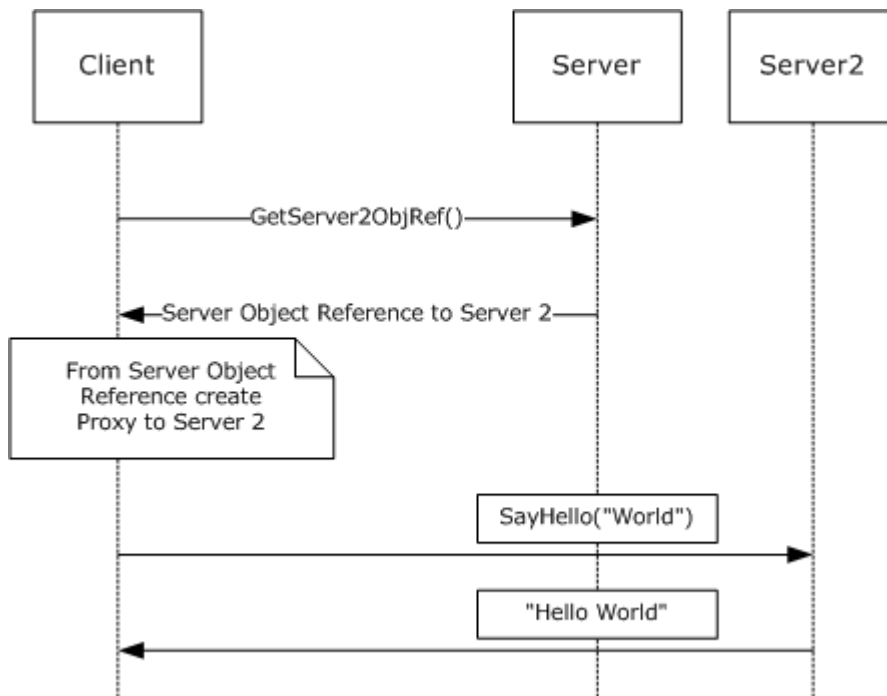 Client
Server
Server2
GetServer2ObjRef()
Server Object Reference to Server 2
From Server Object
Reference create
Proxy to Server 2
SayHello("World")
"Hello World"